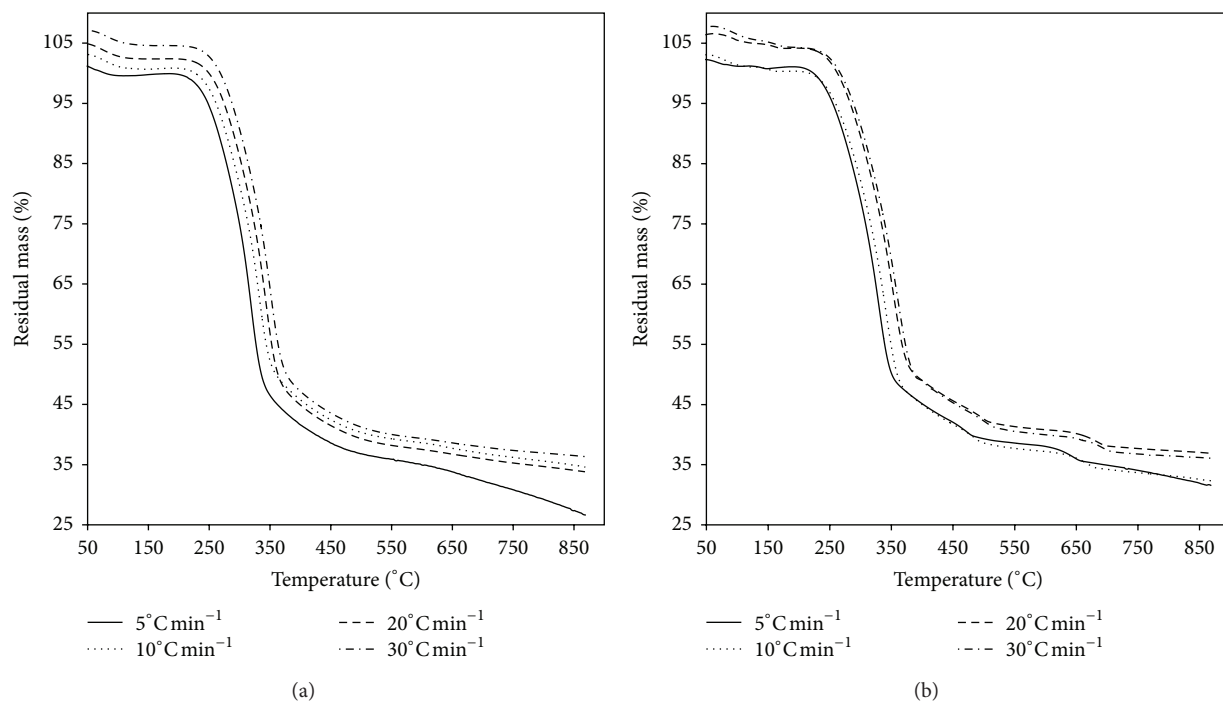 105
95
85
75
65
55
45
35
25
Residual mass (%)
50 150 250 350 450 550 650 750 850
Temperature (°C)
5°C min⁻¹ 20°C min⁻¹
10°C min⁻¹ 30°C min⁻¹
(a)
105
95
85
75
65
55
45
35
25
Residual mass (%)
50 150 250 350 450 550 650 750 850
Temperature (°C)
5°C min⁻¹ 20°C min⁻¹
10°C min⁻¹ 30°C min⁻¹
(b)